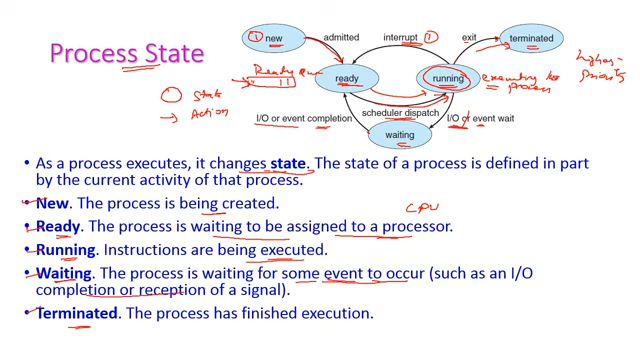 Process State
new
admitted
interrupt
exit
terminated
Ready
ready
running
executing
process
higher
priority
State
Action
I/O or event completion
scheduler dispatch
I/O or event wait
waiting
• As a process executes, it changes state. The state of a process is defined in part
by the current activity of that process.
• New. The process is being created.
CPU
• Ready. The process is waiting to be assigned to a processor.
• Running. Instructions are being executed.
• Waiting. The process is waiting for some event to occur (such as an I/O
completion or reception of a signal).
• Terminated. The process has finished execution.